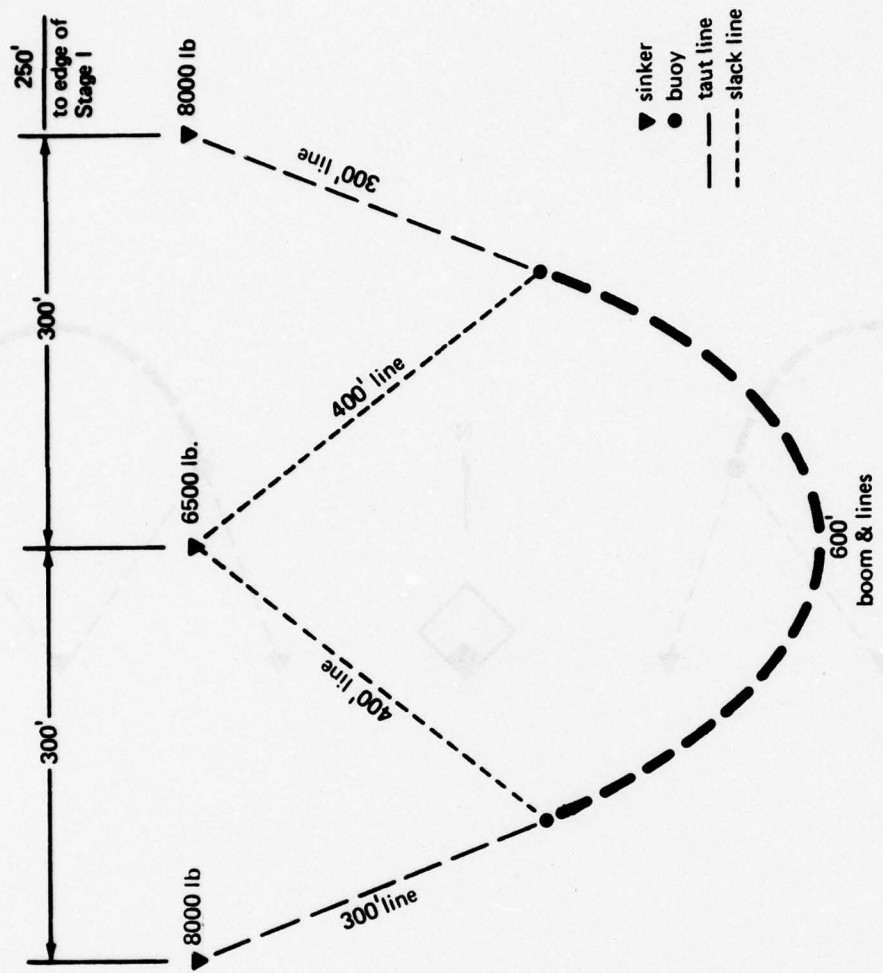 250'
to edge of
Stage I
300'
300'
8000 lb
6500 lb.
8000 lb
300' line
400' line
400' line
300' line
600'
boom & lines
sinker
buoy
taut line
slack line